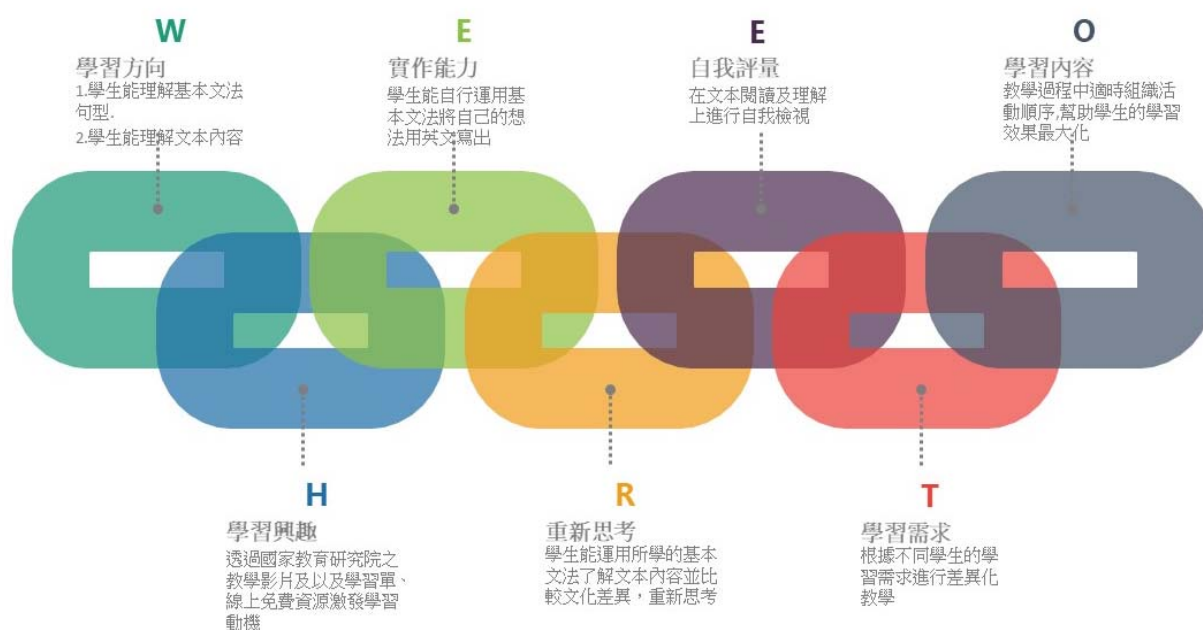 W
學習方向
1.學生能理解基本文法
句型.
2.學生能理解文本內容
E
實作能力
學生能自行運用基
本文法將自己的想
法用英文寫出
E
自我評量
在文本閱讀及理解
上進行自我檢視
O
學習內容
教學過程中適時組織活
動順序,幫助學生的學習
效果最大化
H
學習興趣
透過國家教育研究院之
教學影片及以及學習單、
線上免費資源激發學習
動機
R
重新思考
學生能運用所學的基本
文法了解文本內容並比
較文化差異，重新思考
T
學習需求
根據不同學生的學
習需求進行差異化
教學